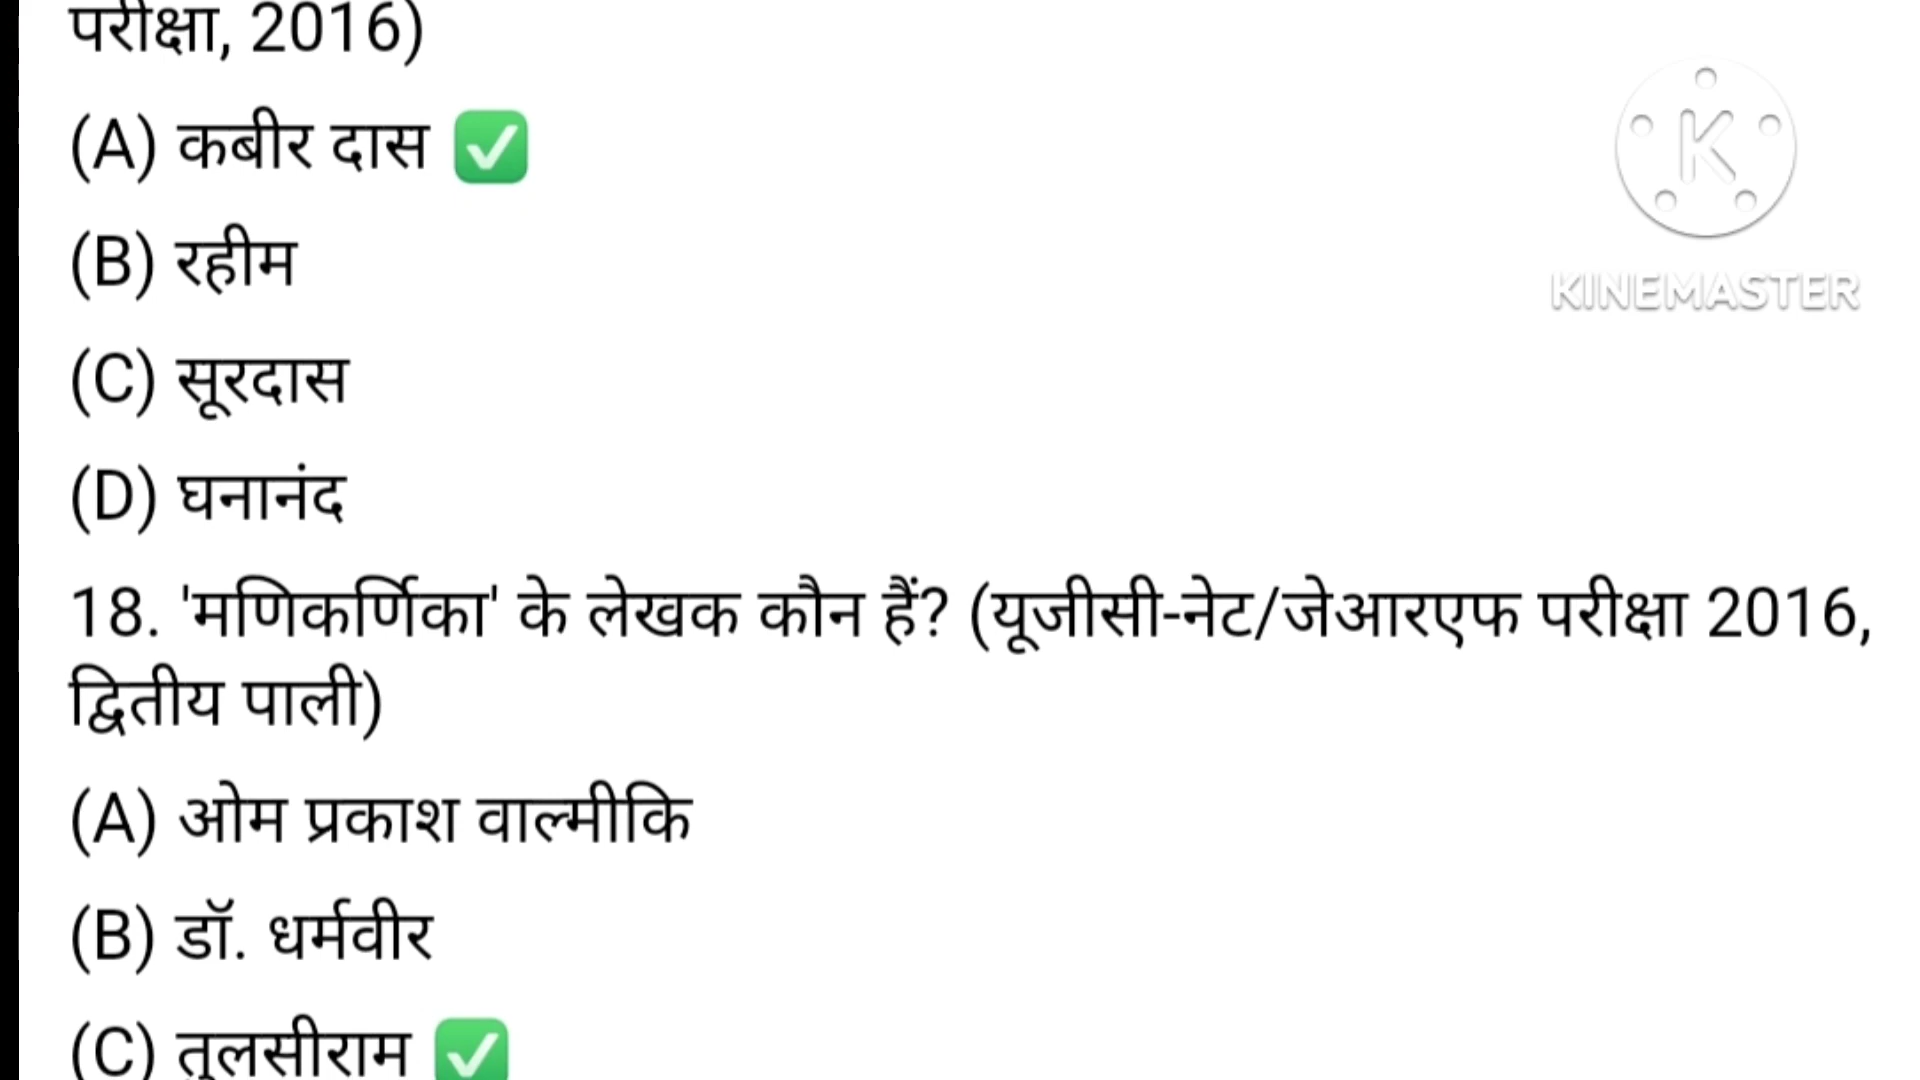 परीक्षा, 2016)
(A) कबीर दास ✅
(B) रहीम
(C) सूरदास
(D) घनानंद
18. 'मणिकर्णिका' के लेखक कौन हैं? (यूजीसी-नेट/जेआरएफ परीक्षा 2016,
द्वितीय पाली)
(A) ओम प्रकाश वाल्मीकि
(B) डॉ. धर्मवीर
(C) तुलसीराम ✅
K
KINEMASTER